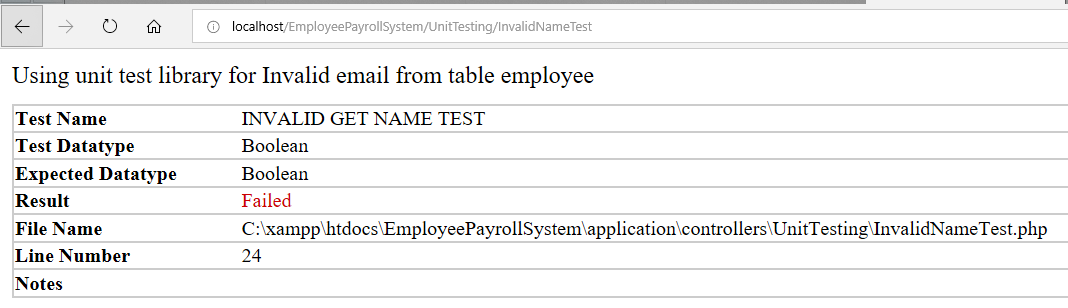 localhost/EmployeePayrollSystem/UnitTesting/InvalidNameTest
Using unit test library for Invalid email from table employee
Test Name INVALID GET NAME TEST
Test Datatype Boolean
Expected Datatype Boolean
Result Failed
File Name C:\xampp\htdocs\EmployeePayrollSystem\application\controllers\UnitTesting\InvalidNameTest.php
Line Number 24
Notes